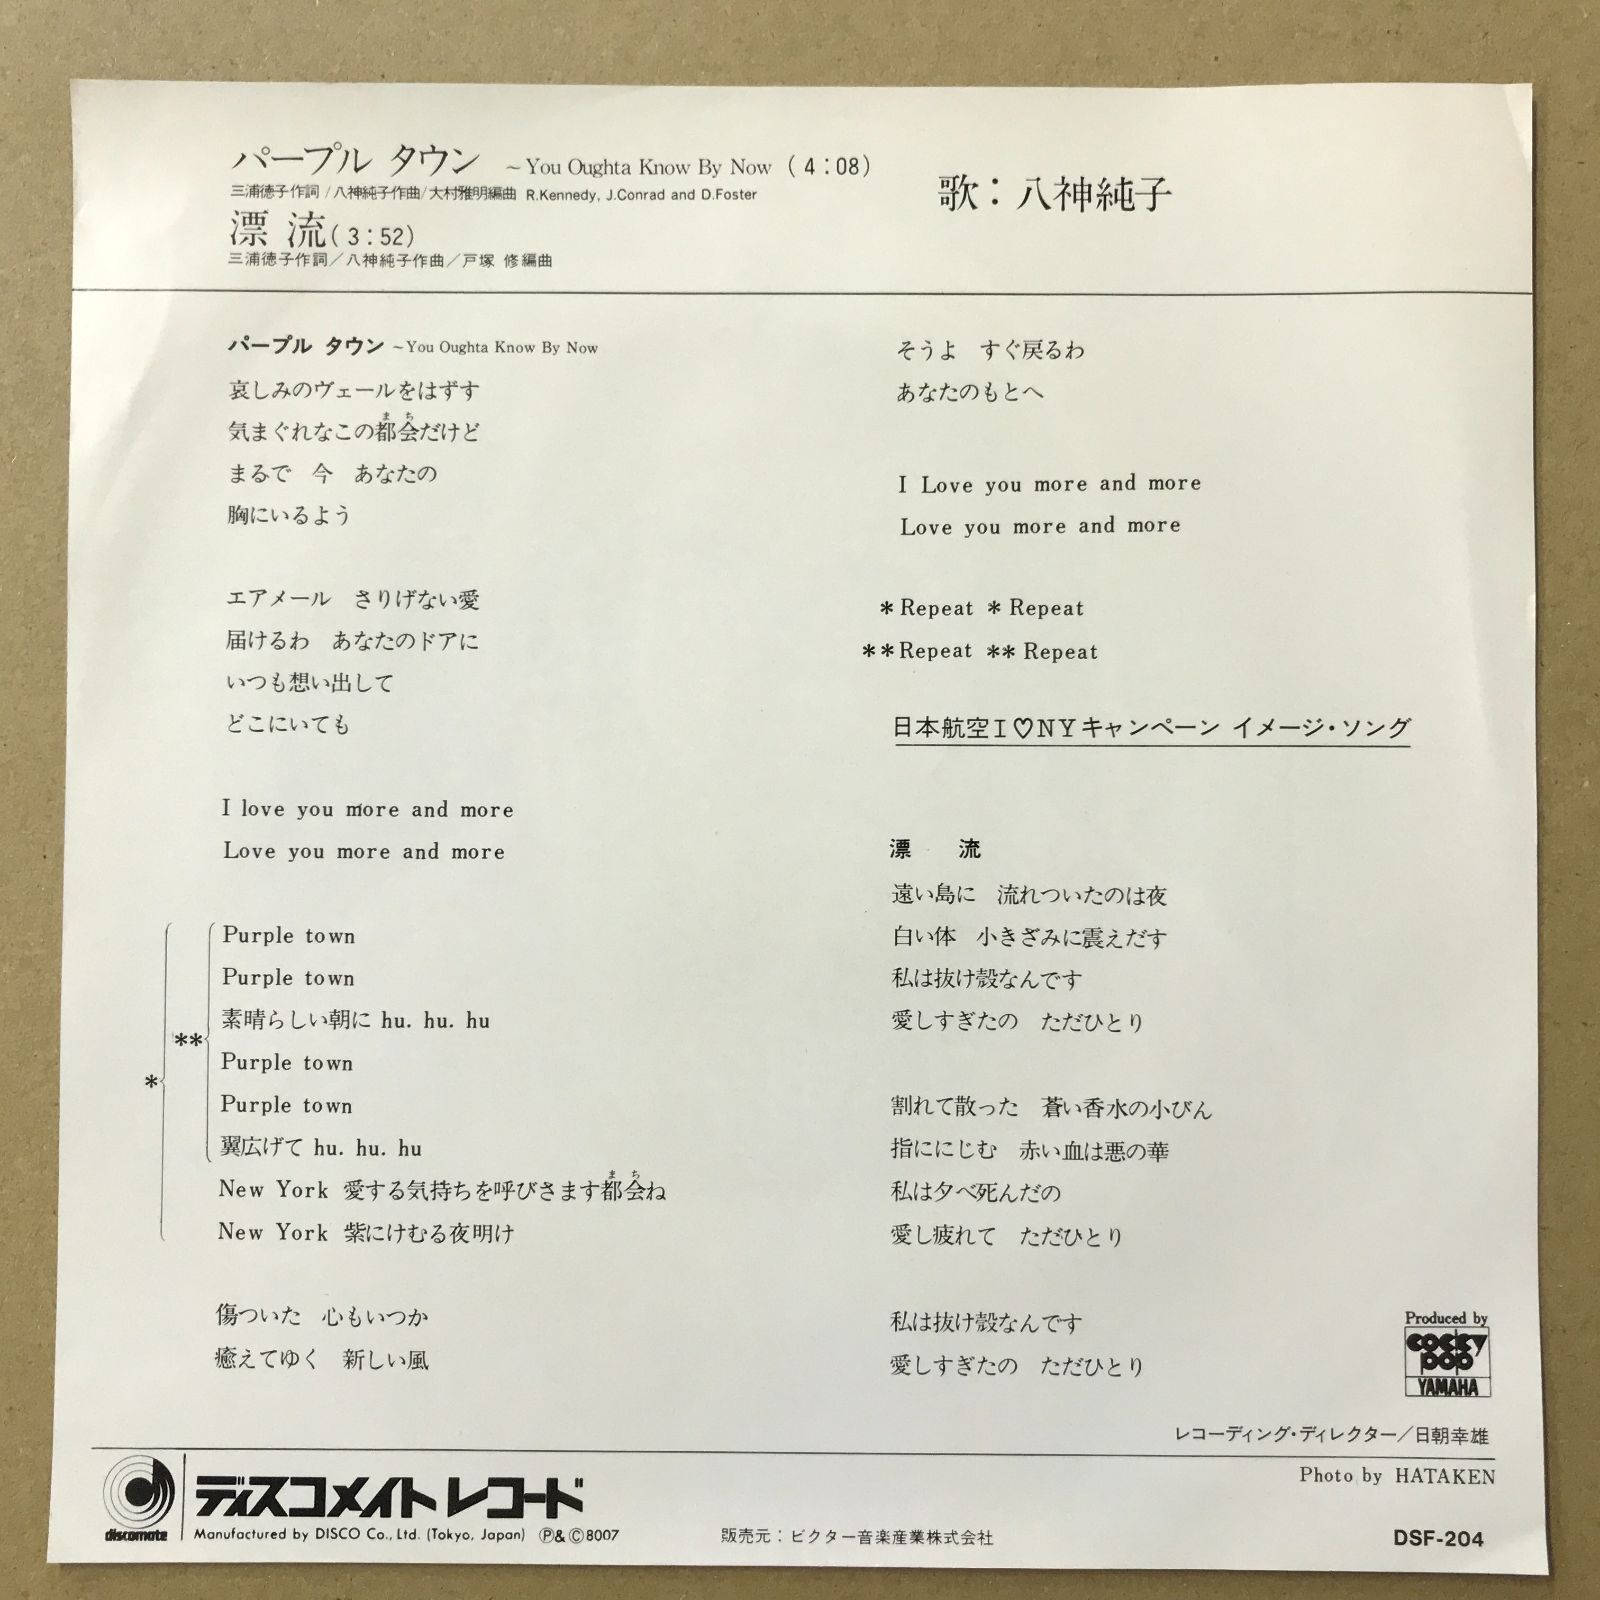 パープル タウン ～You Oughta Know By Now (4:08)
三浦徳子作詞/八神純子作曲/大村雅明編曲 R.Kennedy, J.Conrad and D.Foster
漂 流(3:52)
三浦徳子作詞／八神純子作曲／戸塚 修編曲
歌：八神純子
パープル タウン ～You Oughta Know By Now
哀しみのヴェールをはずす
気まぐれなこの都会だけど
まち
まるで 今 あなたの
胸にいるよう
エアメール さりげない愛
届けるわ あなたのドアに
いつも想い出して
どこにいても
I love you more and more
Love you more and more
Purple town
Purple town
素晴らしい朝に hu. hu. hu
**
Purple town
*
Purple town
翼広げて hu. hu. hu
New York 愛する気持ちを呼びさます都会ね
まち
New York 紫にけむる夜明け
傷ついた 心もいつか
癒えてゆく 新しい風
そうよ すぐ戻るわ
あなたのもとへ
I Love you more and more
Love you more and more
*Repeat *Repeat
**Repeat **Repeat
日本航空I♡NYキャンペーン イメージ・ソング
漂 流
遠い島に 流れついたのは夜
白い体 小きざみに震えだす
私は抜け殻なんです
愛しすぎたの ただひとり
割れて散った 蒼い香水の小びん
指ににじむ 赤い血は悪の華
私は夕べ死んだの
愛し疲れて ただひとり
私は抜け殻なんです
愛しすぎたの ただひとり
Produced by
cocky
pop
YAMAHA
レコーディング・ディレクター／日朝幸雄
Photo by HATAKEN
discomate
ディスコメイト レコード
Manufactured by DISCO Co., Ltd. (Tokyo, Japan) Ⓟ&Ⓒ8007
販売元：ビクター音楽産業株式会社
DSF-204